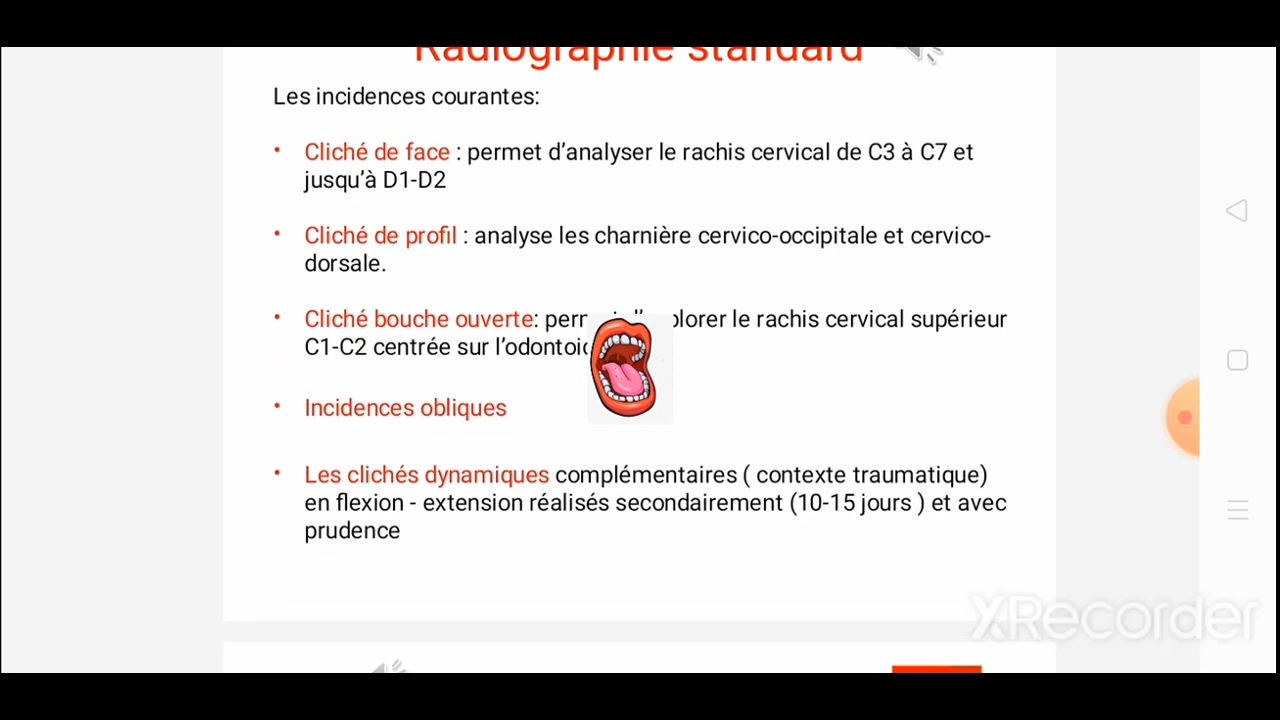 Radiographie standard
Les incidences courantes:
• Cliché de face : permet d'analyser le rachis cervical de C3 à C7 et
jusqu'à D1-D2
• Cliché de profil : analyse les charnière cervico-occipitale et cervico-
dorsale.
• Cliché bouche ouverte: le rachis cervical supérieur
C1-C2 centrée sur
• Incidences obliques
• Les clichés dynamiques complémentaires ( contexte traumatique)
en flexion - extension réalisés secondairement (10-15 jours ) et avec
prudence
XRecorder